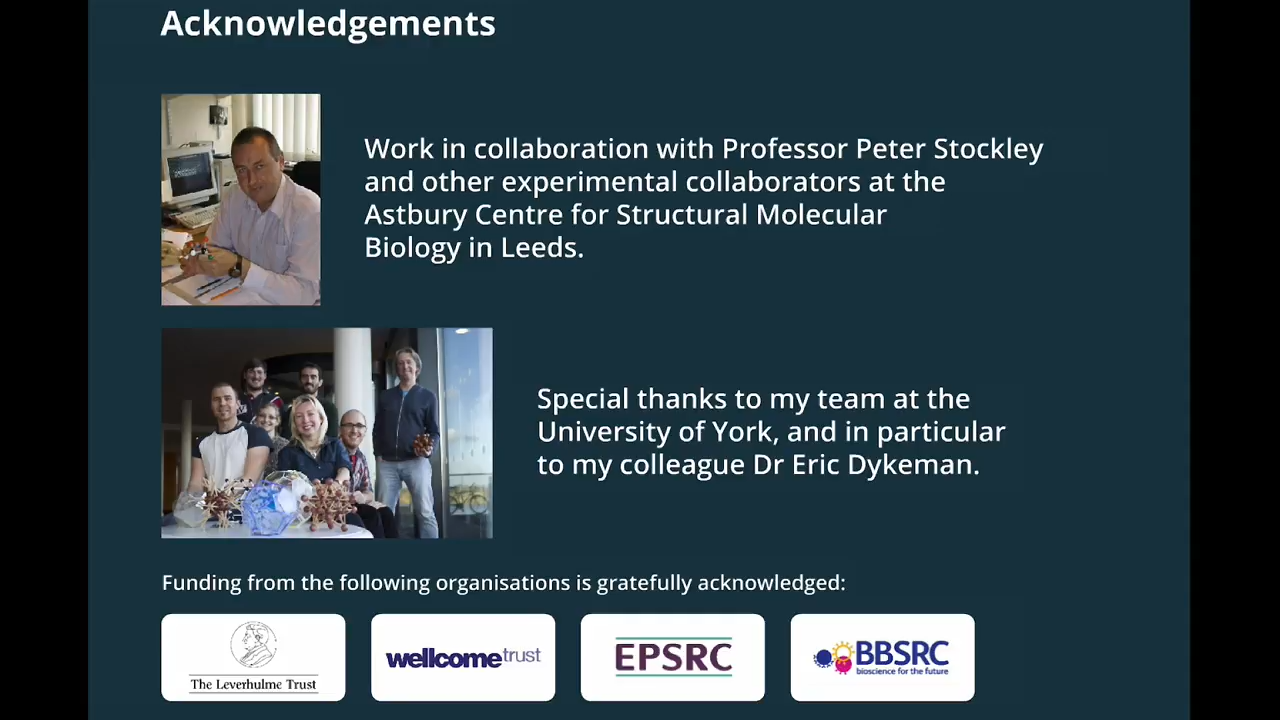 Acknowledgements
Work in collaboration with Professor Peter Stockley
and other experimental collaborators at the
Astbury Centre for Structural Molecular
Biology in Leeds.
Special thanks to my team at the
University of York, and in particular
to my colleague Dr Eric Dykeman.
Funding from the following organisations is gratefully acknowledged:
The Leverhulme Trust
wellcometrust
EPSRC
BBSRC
bioscience for the future